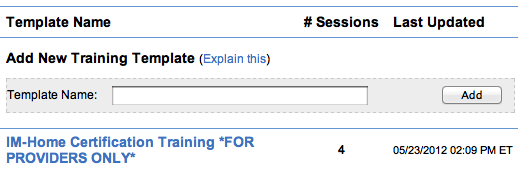 Template Name # Sessions Last Updated
Add New Training Template (Explain this)
Template Name: Add
IM-Home Certification Training *FOR 4 05/23/2012 02:09 PM ET
PROVIDERS ONLY*